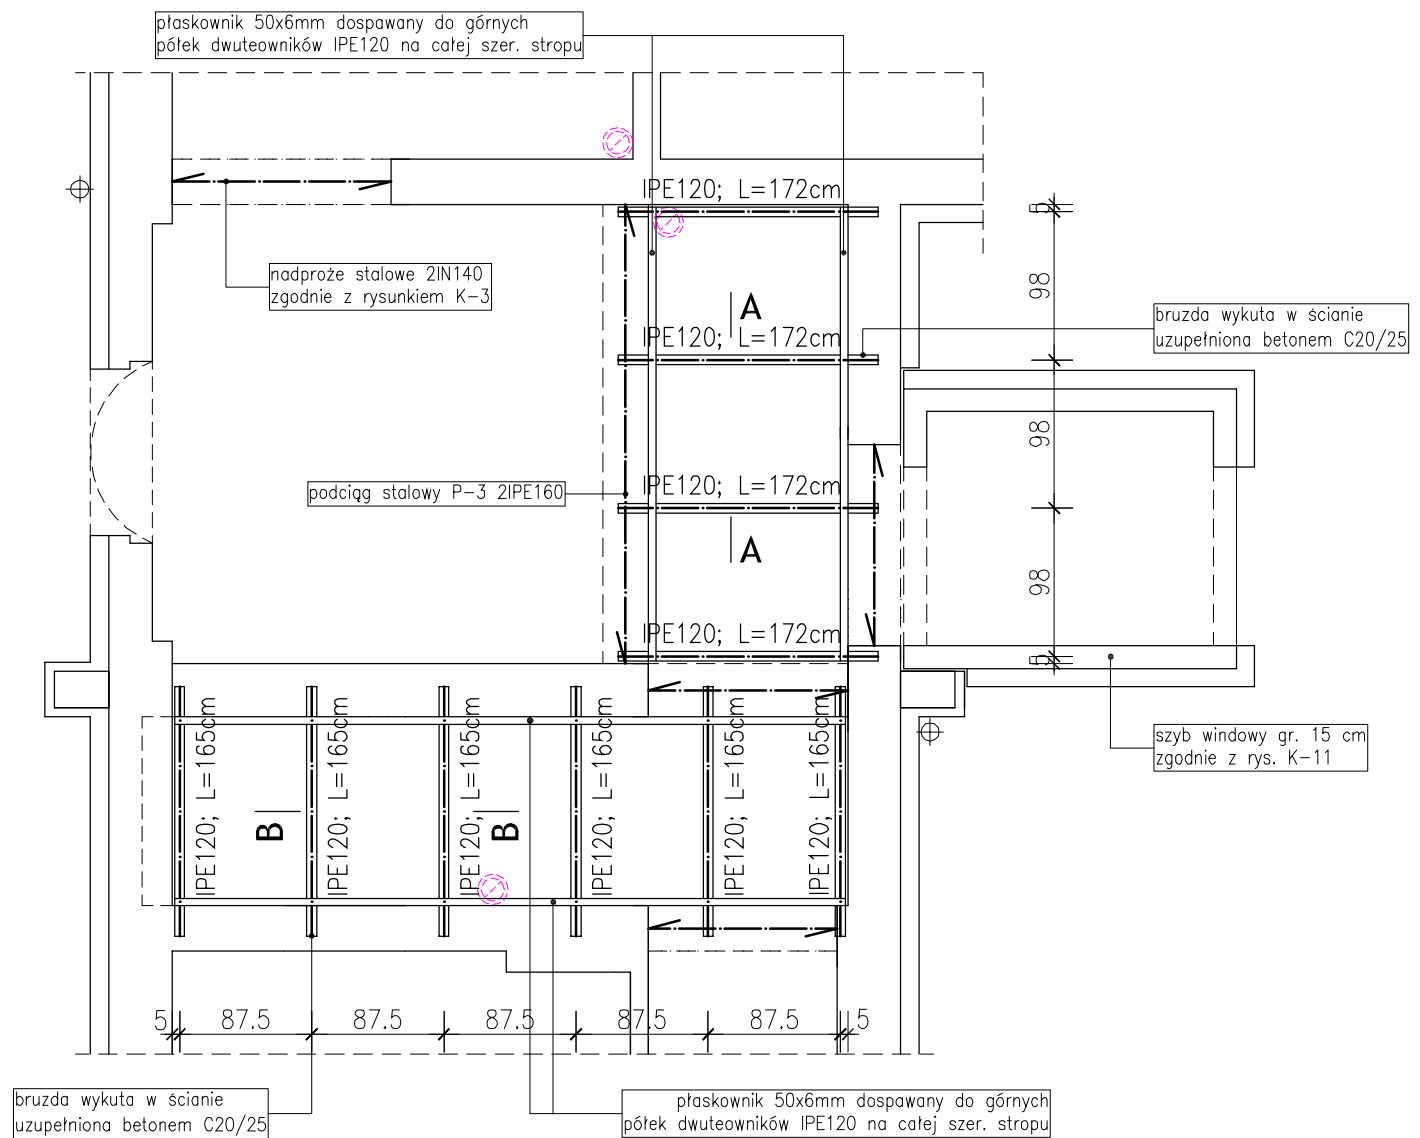 płaskownik 50x6mm dospawany do górnych
półek dwuteowników IPE120 na całej szer. stropu
IPE120; L=172cm
nadproże stalowe 2IN140
zgodnie z rysunkiem K-3
A
IPE120; L=172cm
bruzda wykuta w ścianie
uzupełniona betonem C20/25
podciąg stalowy P-3 2IPE160
IPE120; L=172cm
A
IPE120; L=172cm
5
98
98
98
5
szyb windowy gr. 15 cm
zgodnie z rys. K-11
IPE120; L=165cm
IPE120; L=165cm
IPE120; L=165cm
IPE120; L=165cm
IPE120; L=165cm
IPE120; L=165cm
B
B
5
87.5
87.5
87.5
87.5
87.5
5
bruzda wykuta w ścianie
uzupełniona betonem C20/25
płaskownik 50x6mm dospawany do górnych
półek dwuteowników IPE120 na całej szer. stropu